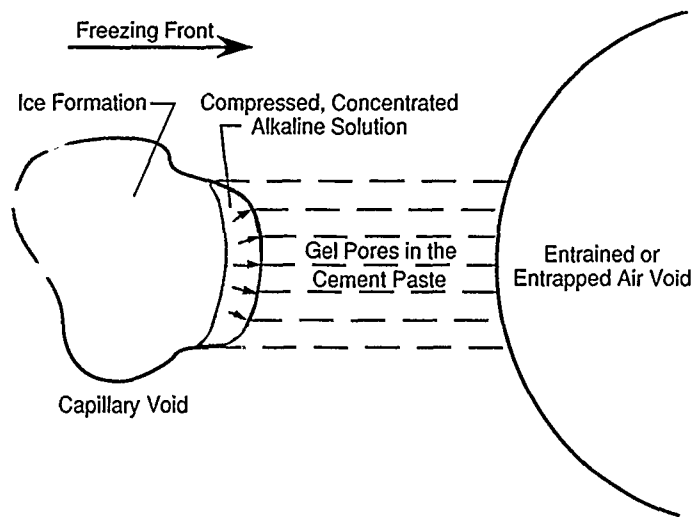 Freezing Front
Ice Formation
Compressed, Concentrated
Alkaline Solution
Gel Pores in the
Cement Paste
Entrained or
Entrapped Air Void
Capillary Void